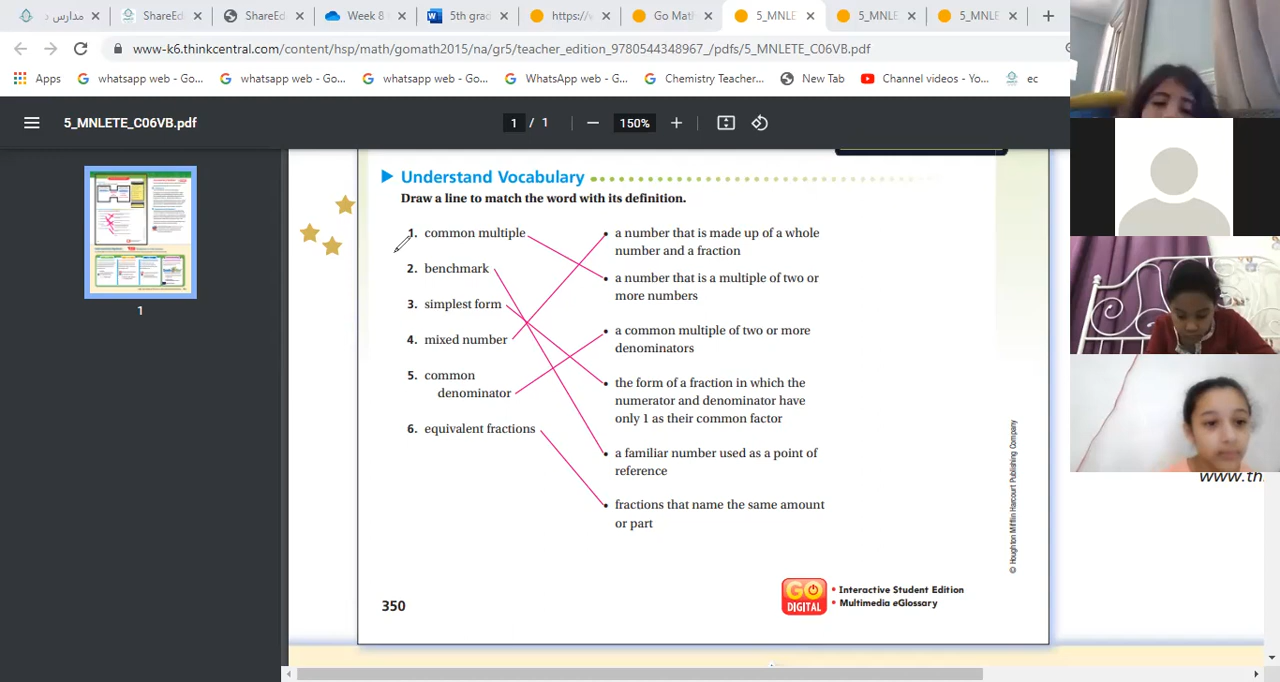 مدارس د
ShareEd
ShareEd
Week 8
5th grad
https://w
Go Mat
5_MNLE
5_MNLE
5_MNLE
www-k6.thinkcentral.com/content/hsp/math/gomath2015/na/gr5/teacher_edition_9780544348967_/pdfs/5_MNLETE_C06VB.pdf
Apps
whatsapp web - Go...
whatsapp web - Go...
whatsapp web - Go...
WhatsApp web - G...
Chemistry Teacher...
New Tab
Channel videos - Yo...
ec
5_MNLETE_C06VB.pdf
1 / 1
150%
1
Understand Vocabulary
Draw a line to match the word with its definition.
1. common multiple
2. benchmark
3. simplest form
4. mixed number
5. common
denominator
6. equivalent fractions
• a number that is made up of a whole
number and a fraction
• a number that is a multiple of two or
more numbers
• a common multiple of two or more
denominators
• the form of a fraction in which the
numerator and denominator have
only 1 as their common factor
• a familiar number used as a point of
reference
• fractions that name the same amount
or part
© Houghton Mifflin Harcourt Publishing Company
350
GO
DIGITAL
• Interactive Student Edition
• Multimedia eGlossary
www.th